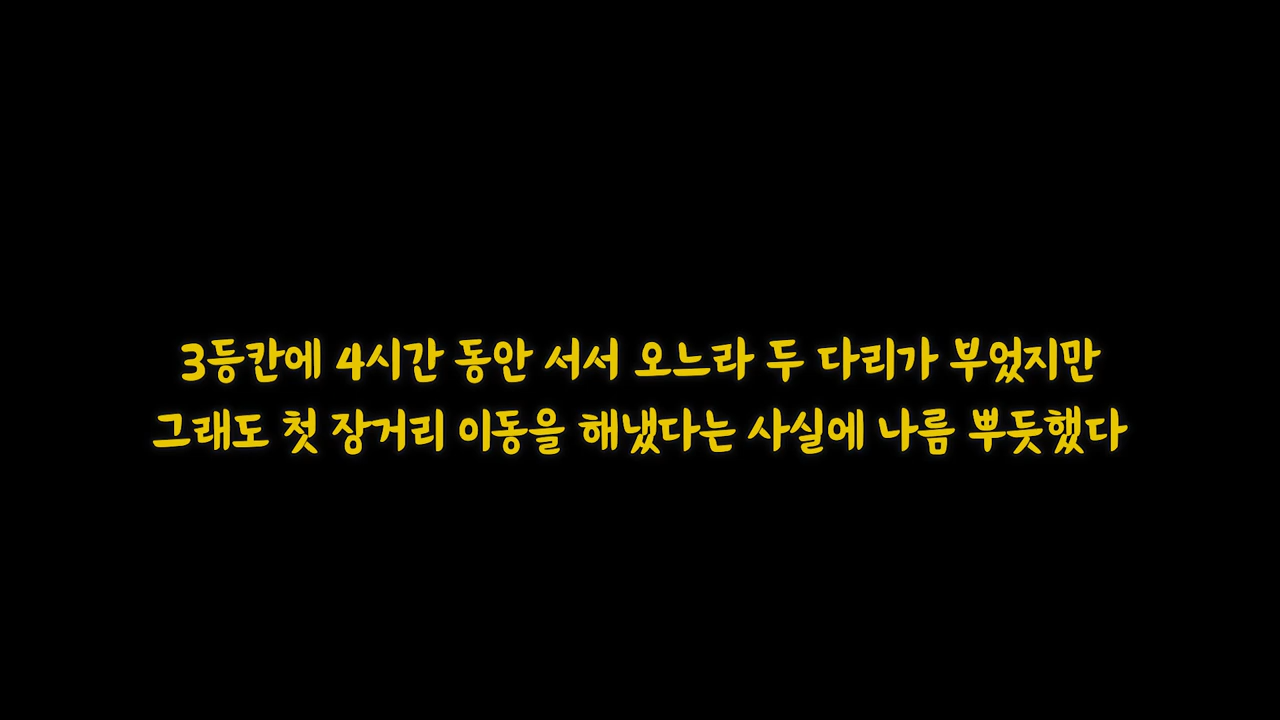 3등칸에 4시간 동안 서서 오느라 두 다리가 부었지만
그래도 첫 장거리 이동을 해냈다는 사실에 나름 뿌듯했다